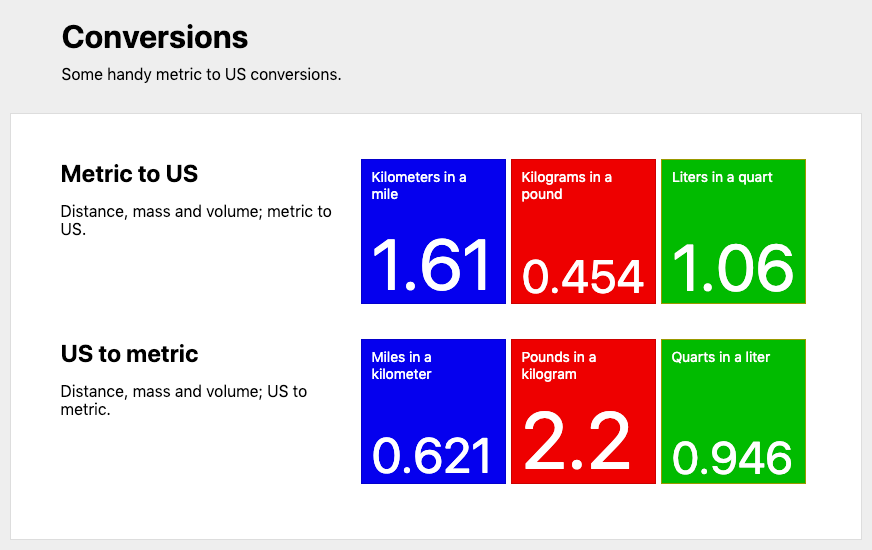 Conversions
Some handy metric to US conversions.
Metric to US
Distance, mass and volume; metric to
US.
Kilometers in a
mile
1.61
Kilograms in a
pound
0.454
Liters in a quart
1.06
US to metric
Distance, mass and volume; US to
metric.
Miles in a
kilometer
0.621
Pounds in a
kilogram
2.2
Quarts in a liter
0.946